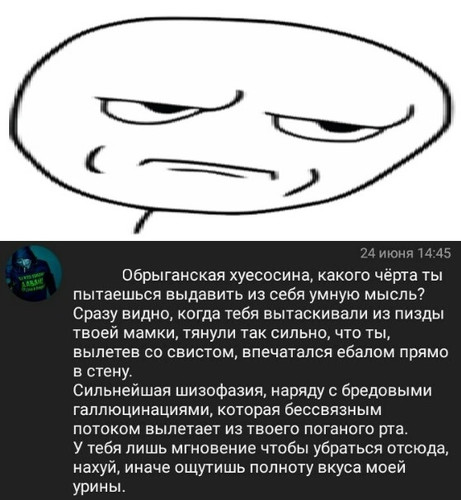 24 июня 14:45
Обрыганская хуесосина, какого чёрта ты
пытаешься выдавить из себя умную мысль?
Сразу видно, когда тебя вытаскивали из пизды
твоей мамки, тянули так сильно, что ты,
вылетев со свистом, впечатался ебалом прямо
в стену.
Сильнейшая шизофазия, наряду с бредовыми
галлюцинациями, которая бессвязным
потоком вылетает из твоего поганого рта.
У тебя лишь мгновение чтобы убраться отсюда,
нахуй, иначе ощутишь полноту вкуса моей
урины.